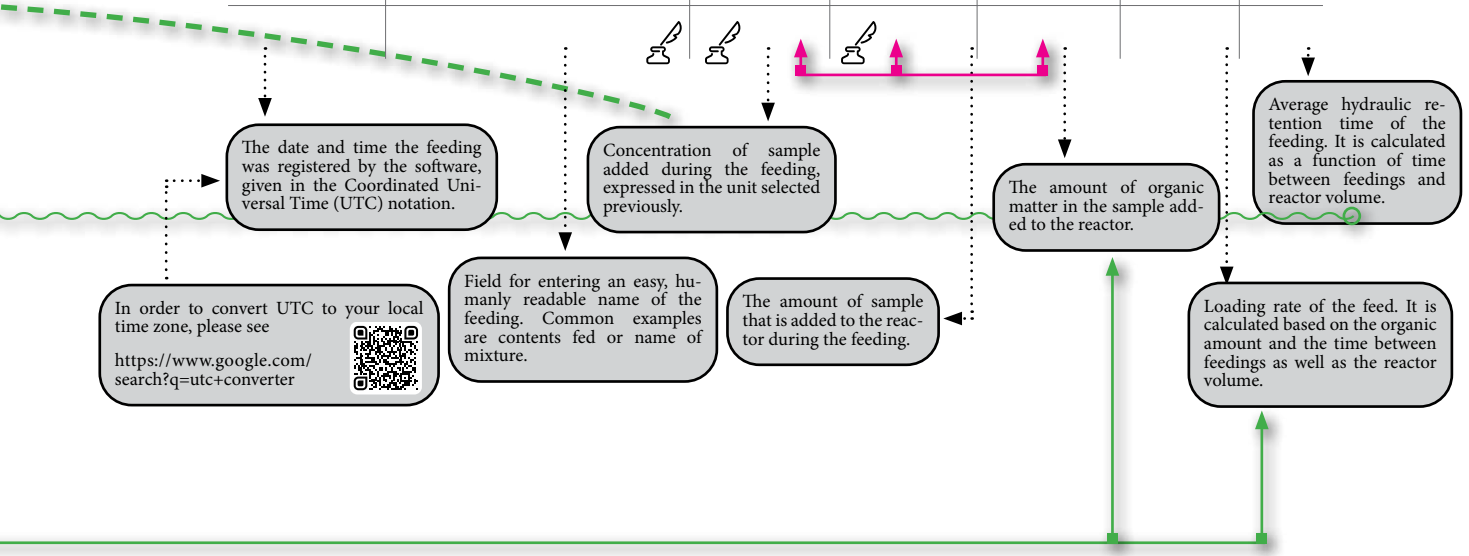 The date and time the feeding
was registered by the software,
given in the Coordinated Uni-
versal Time (UTC) notation.
Concentration of sample
added during the feeding,
expressed in the unit selected
previously.
The amount of organic
matter in the sample add-
ed to the reactor.
Average hydraulic re-
tention time of the
feeding. It is calculated
as a function of time
between feedings and
reactor volume.
In order to convert UTC to your local
time zone, please see
https://www.google.com/
search?q=utc+converter
Field for entering an easy, hu-
manly readable name of the
feeding. Common examples
are contents fed or name of
mixture.
The amount of sample
that is added to the reac-
tor during the feeding.
Loading rate of the feed. It is
calculated based on the organic
amount and the time between
feedings as well as the reactor
volume.